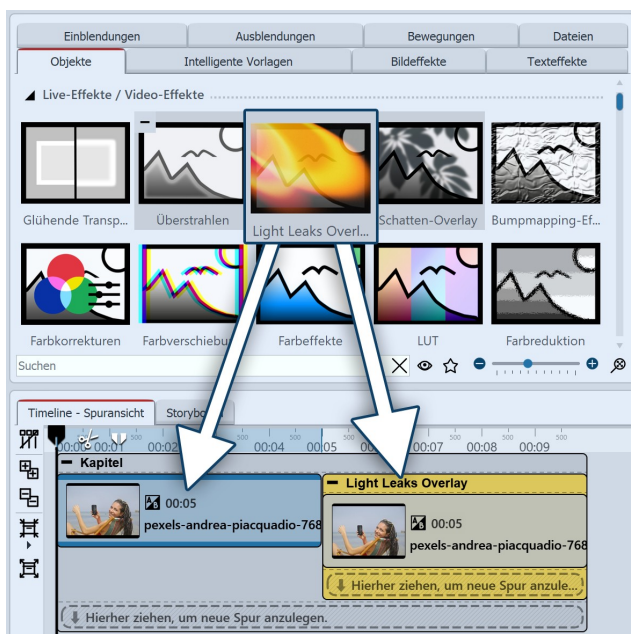 Einblendungen Ausblendungen Bewegungen Dateien
Objekte Intelligente Vorlagen Bildeffekte Texteffekte
Live-Effekte / Video-Effekte
Glühende Transp... Überstrahlen Light Leaks Overl... Schatten-Overlay Bumpmapping-Ef...
Farbkorrekturen Farbverschiebu Farbeffekte LUT Farbreduktion
Suchen
Timeline - Spuransicht Storybo
00:00 00:01 00:02 00:04 00:05 00:07 00:08 00:09
Kapitel
Light Leaks Overlay
00:05
pexels-andrea-piacquadio-768
00:05
pexels-andrea-piacquadio-768
Hierher ziehen, um neue Spur anzule...
Hierher ziehen, um neue Spur anzulegen.